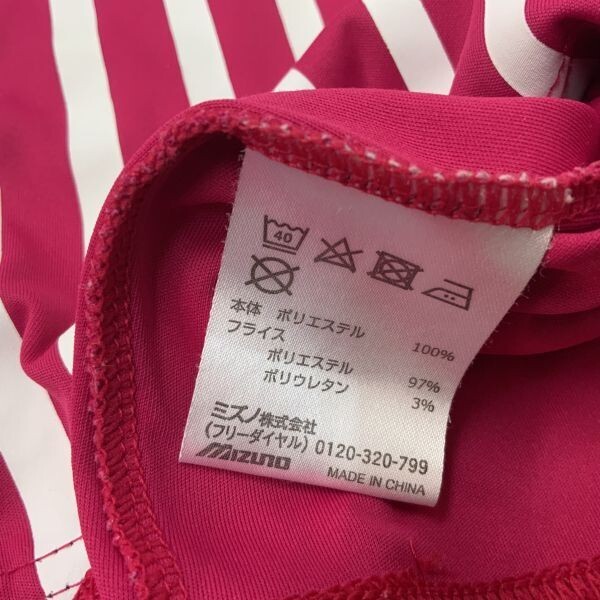 40
本体 ポリエステル 100%
フライス
ポリエステル 97%
ポリウレタン 3%
ミズノ株式会社
(フリーダイヤル) 0120-320-799
MIZUNO MADE IN CHINA